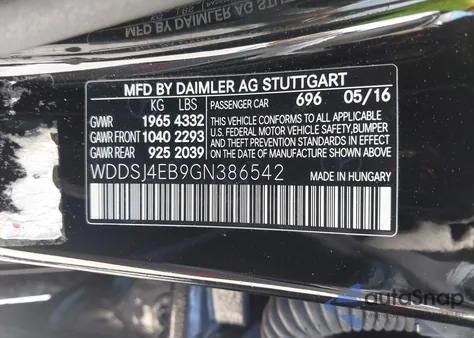 MFD BY DAIMLER AG STUTTGART
KG LBS PASSENGER CAR 696 05/16
GVWR 1965 4332 THIS VEHICLE CONFORMS TO ALL APPLICABLE
GAWR FRONT 1040 2293 U.S. FEDERAL MOTOR VEHICLE SAFETY,BUMPER
GAWR REAR 925 2039 AND THEFT PREVENTION STANDARDS IN EFFECT
ON THE DATE OF MANUFACTURE SHOWN ABOVE
WDDSJ4EB9GN386542 MADE IN HUNGARY
autoSnap